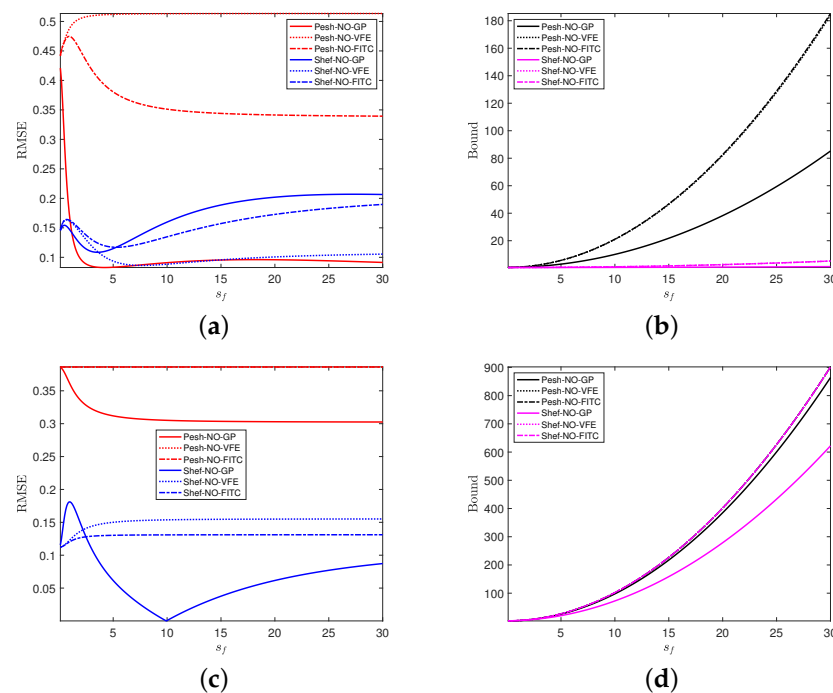 0.5
0.45
0.4
0.35
0.3
0.25
0.2
0.15
0.1
RMSE
Pesh-NO-GP
Pesh-NO-VFE
Pesh-NO-FITC
Shef-NO-GP
Shef-NO-VFE
Shef-NO-FITC
5 10 15 20 25 30
s_f
(a)
180
160
140
120
100
80
60
40
20
Bound
Pesh-NO-GP
Pesh-NO-VFE
Pesh-NO-FITC
Shef-NO-GP
Shef-NO-VFE
Shef-NO-FITC
5 10 15 20 25 30
s_f
(b)
0.35
0.3
0.25
0.2
0.15
0.1
0.05
RMSE
Pesh-NO-GP
Pesh-NO-VFE
Pesh-NO-FITC
Shef-NO-GP
Shef-NO-VFE
Shef-NO-FITC
5 10 15 20 25 30
s_f
(c)
900
800
700
600
500
400
300
200
100
Bound
Pesh-NO-GP
Pesh-NO-VFE
Pesh-NO-FITC
Shef-NO-GP
Shef-NO-VFE
Shef-NO-FITC
5 10 15 20 25 30
s_f
(d)